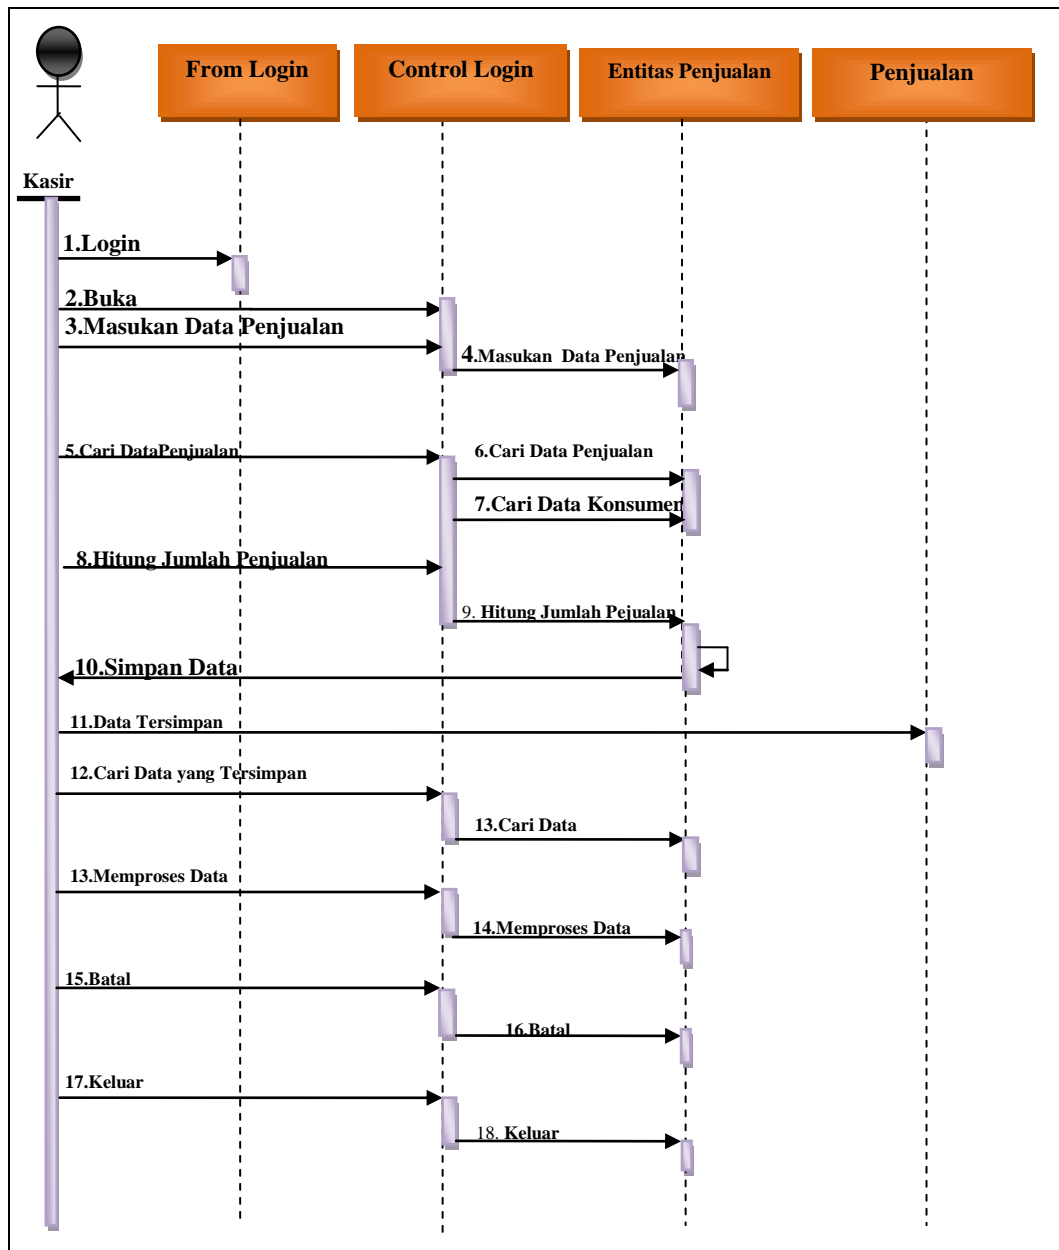 From Login
Control Login
Entitas Penjualan
Penjualan
Kasir
1.Login
2.Buka
3.Masukan Data Penjualan
4.Masukan Data Penjualan
5.Cari DataPenjualan
6.Cari Data Penjualan
7.Cari Data Konsumen
8.Hitung Jumlah Penjualan
9. Hitung Jumlah Pejualan
10.Simpan Data
11.Data Tersimpan
12.Cari Data yang Tersimpan
13.Cari Data
13.Memproses Data
14.Memproses Data
15.Batal
16.Batal
17.Keluar
18. Keluar